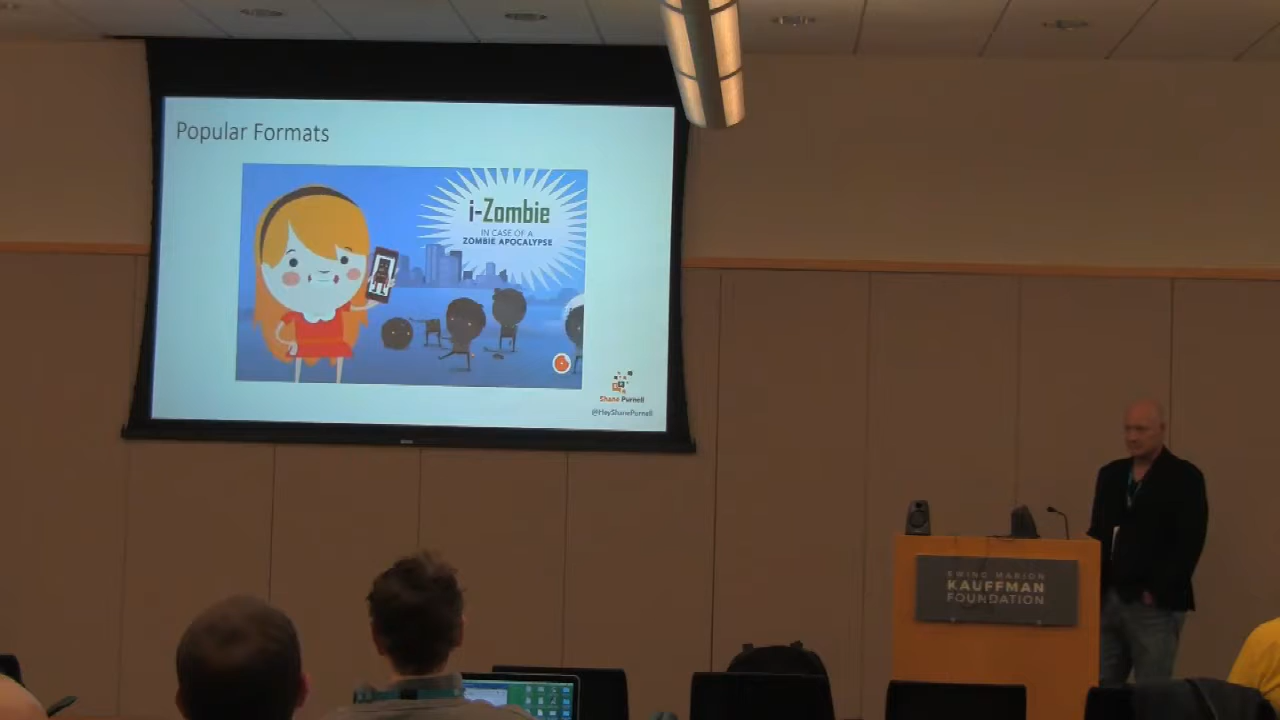 Popular Formats
i-Zombie
IN CASE OF A
ZOMBIE APOCALYPSE
Shane Purnell
@HeyShanePurnell
EWING MARION
KAUFFMAN
FOUNDATION